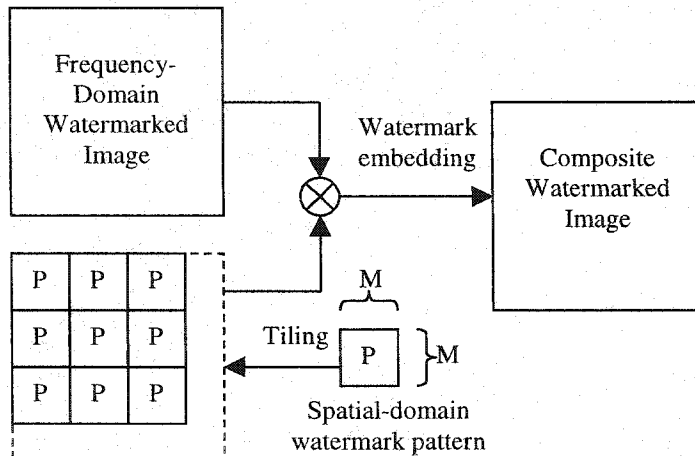 Frequency-
Domain
Watermarked
Image
Watermark
embedding
Composite
Watermarked
Image
P P P
P P P
P P P
M
Tiling
P
M
Spatial-domain
watermark pattern